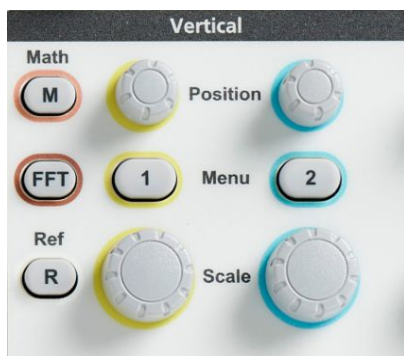 Vertical
Math
M
Position
FFT
1
Menu
2
Ref
R
Scale